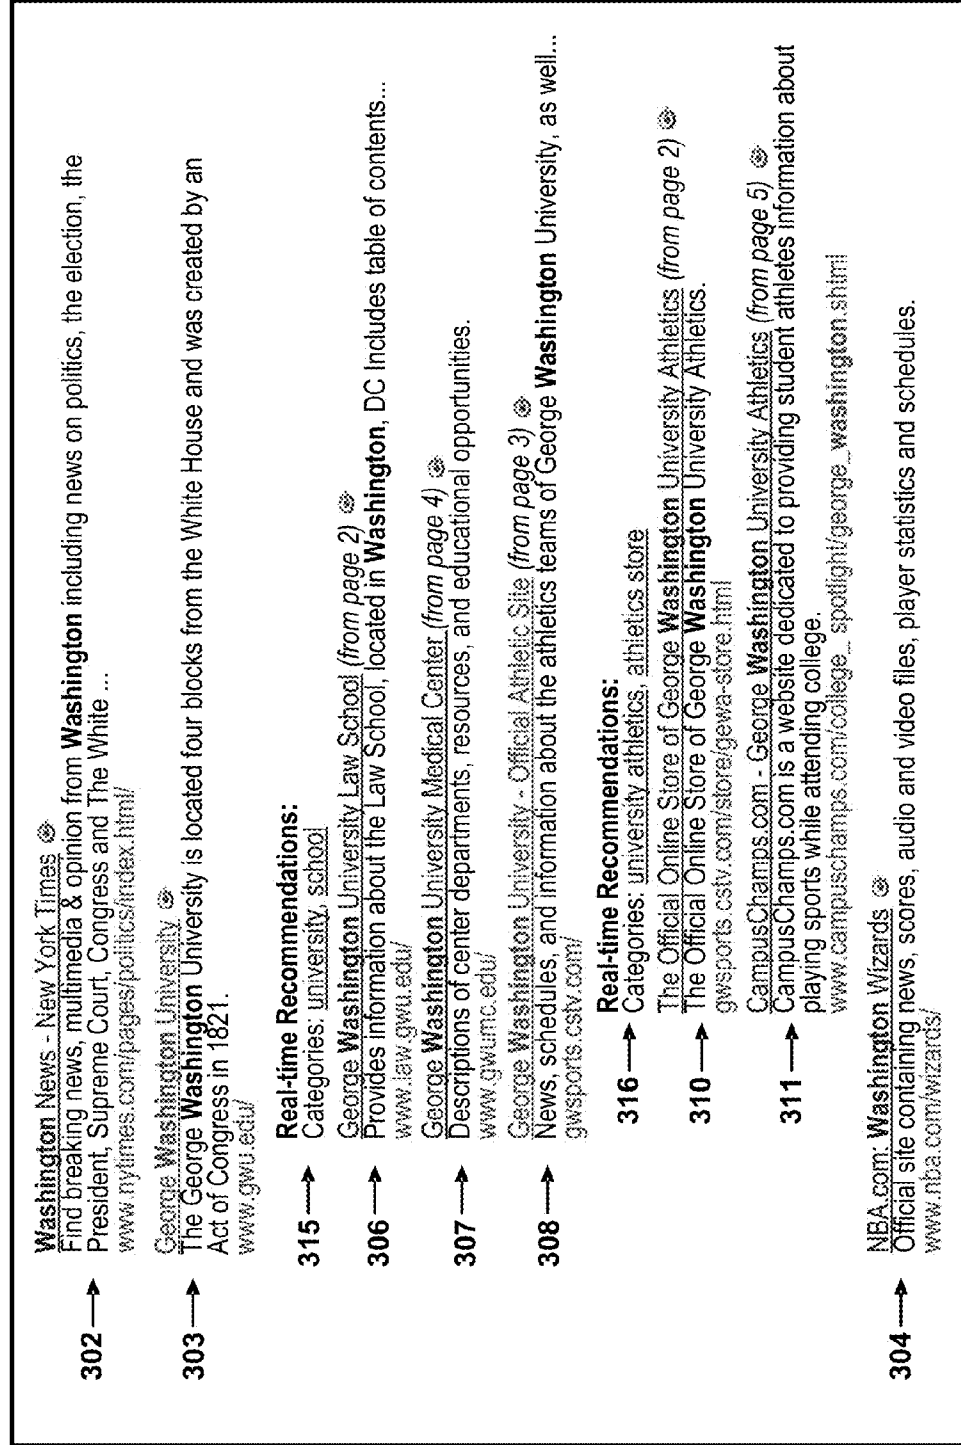 Washington News - New York Times
302 Find breaking news, multimedia & opinion from Washington including news on politics, the election, the
President, Supreme Court, Congress and The White ...
www.nytimes.com/pages/politics/index.html/
George Washington University
303 The George Washington University is located four blocks from the White House and was created by an
Act of Congress in 1821.
www.gwu.edu/
Real-time Recommendations:
315 Categories: university, school
George Washington University Law School (from page 2)
306 Provides information about the Law School, located in Washington, DC Includes table of contents...
www.law.gwu.edu/
George Washington University Medical Center (from page 4)
307 Descriptions of center departments, resources, and educational opportunities.
www.gwumc.edu/
George Washington University - Official Athletic Site (from page 3)
308 News, schedules, and information about the athletics teams of George Washington University, as well...
gwsports.cstv.com/
Real-time Recommendations:
316 Categories: university athletics, athletics store
The Official Online Store of George Washington University Athletics (from page 2)
310 The Official Online Store of George Washington University Athletics.
gwsports.cstv.com/store/gewa-store.html
CampusChamps.com - George Washington University Athletics (from page 5)
311 CampusChamps.com is a website dedicated to providing student athletes information about
playing sports while attending college.
www.campuschamps.com/college_ spotlight/george_washington.shtml
NBA.com: Washington Wizards
304 Official site containing news, scores, audio and video files, player statistics and schedules.
www.nba.com/wizards/